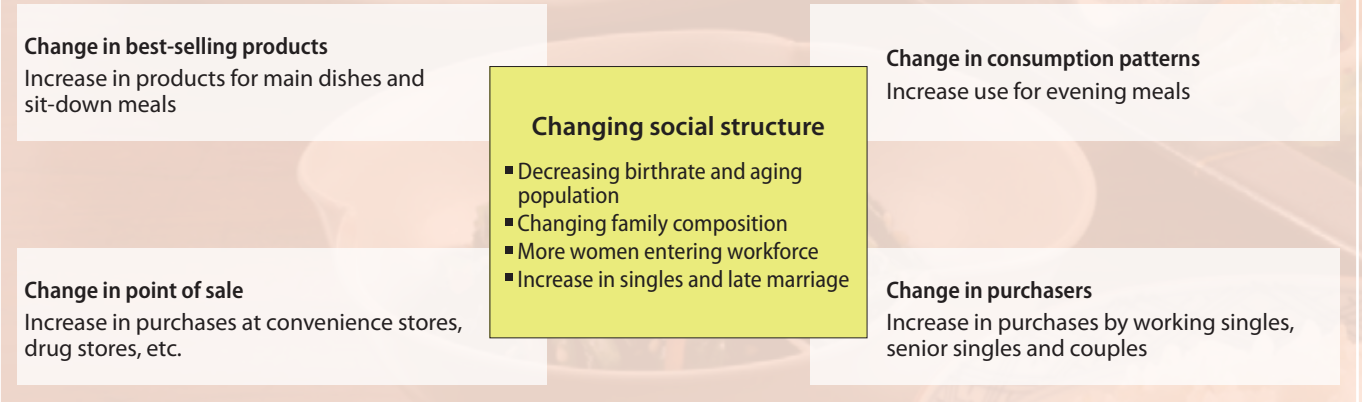 Change in best-selling products
Increase in products for main dishes and
sit-down meals
Change in consumption patterns
Increase use for evening meals
Changing social structure
▪ Decreasing birthrate and aging
population
▪ Changing family composition
▪ More women entering workforce
▪ Increase in singles and late marriage
Change in point of sale
Increase in purchases at convenience stores,
drug stores, etc.
Change in purchasers
Increase in purchases by working singles,
senior singles and couples